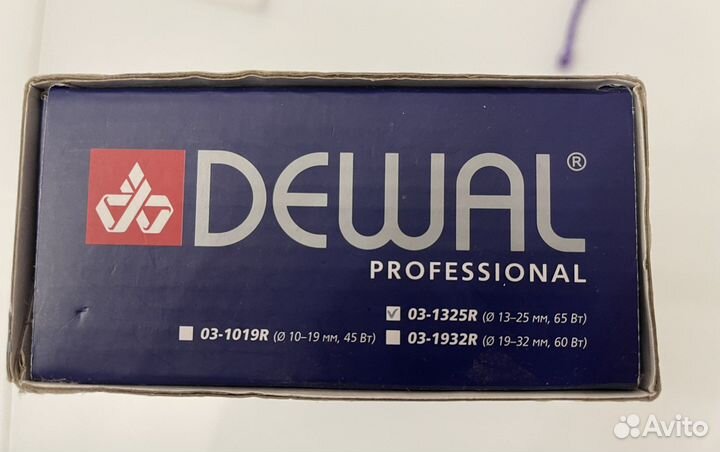 DEWAL®
PROFESSIONAL
03-1325R (Ø 13–25 мм, 65 Вт)
03-1019R (Ø 10–19 мм, 45 Вт) 03-1932R (Ø 19–32 мм, 60 Вт)
Avito